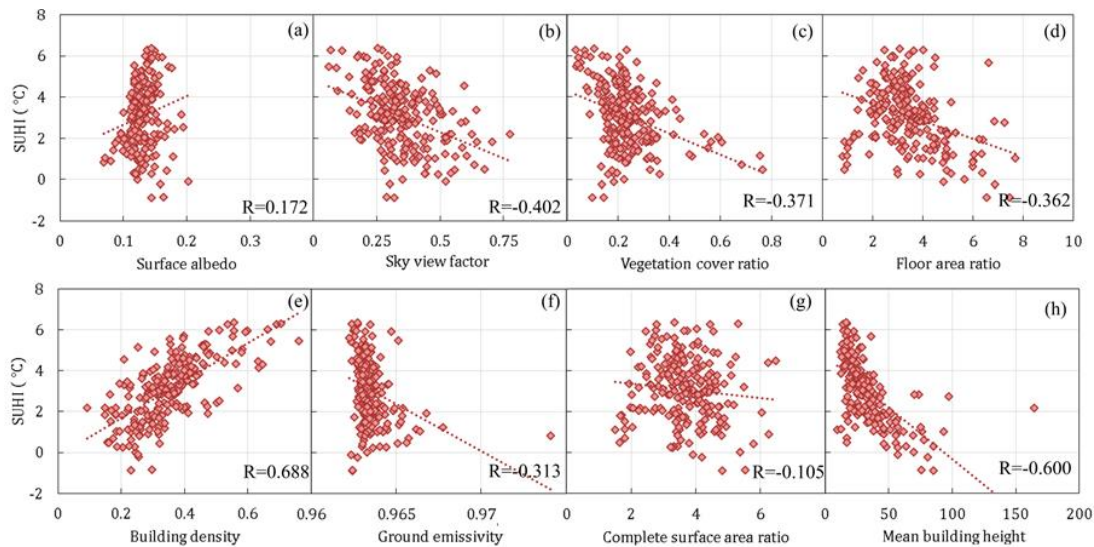 8
6
4
2
0
-2
SUHI ( °C)
(a)
R=0.172
0 0.1 0.2 0.3
Surface albedo
(b)
R=-0.402
0 0.25 0.50 0.75
Sky view factor
(c)
R=-0.371
0 0.2 0.4 0.6 0.8
Vegetation cover ratio
(d)
R=-0.362
0 2 4 6 8 10
Floor area ratio
8
6
4
2
0
-2
SUHI ( °C)
(e)
R=0.688
0 0.2 0.4 0.6 0.8
Building density
(f)
R=-0.313
0.96 0.965 0.97
Ground emissivity
(g)
R=-0.105
0 2 4 6
Complete surface area ratio
(h)
R=-0.600
0 50 100 150 200
Mean building height